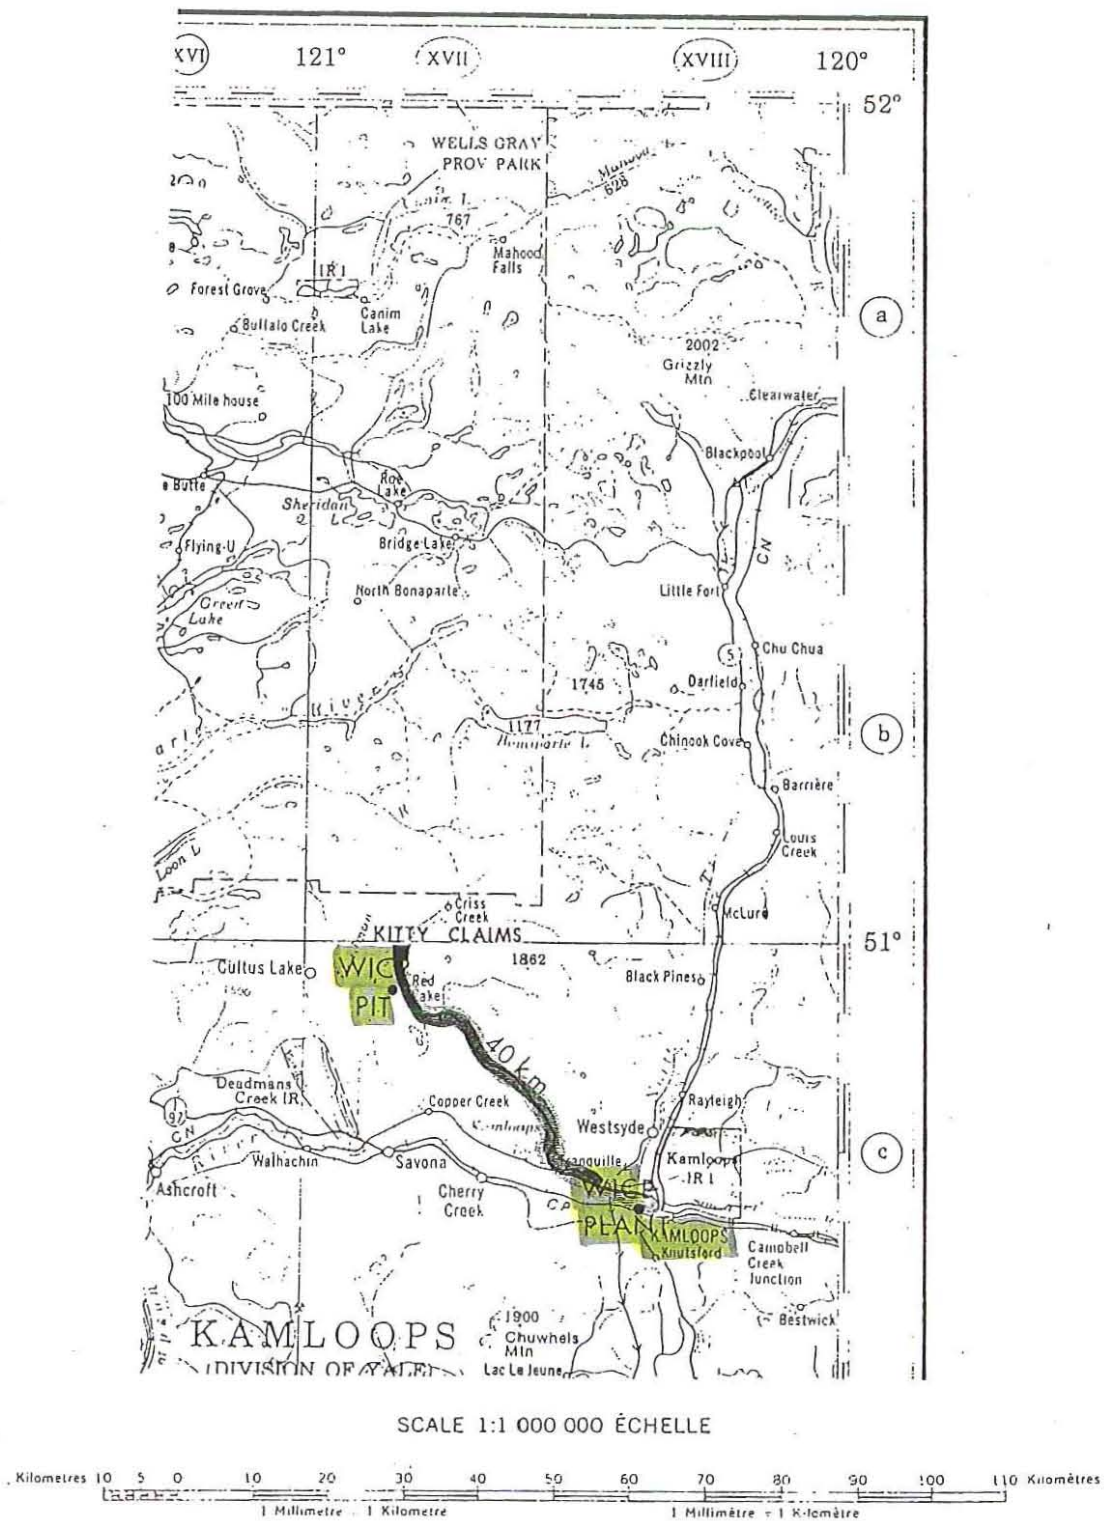 XVI 121° XVII XVIII 120°
52°
WELLS GRAY
PROV PARK
628
767
Mahood
Falls
IR 1
Forest Grove
Canim
Lake
Buffalo Creek
a
2002
Grizzly
Mtn
Clearwater
100 Mile house
Blackpool
Roe
Lake
e Butte
Sheridan
L
Bridge Lake
Flying-U
CN
North Bonaparte
Little Fort
Green
Lake
5
Chu Chua
1745
Darfield
River
1177
Bonaparte L
Chinook Cove
b
arte
Barrière
R
Louis
Creek
Loon L
McLure
Criss
Creek
KITTY CLAIMS
51°
Cultus Lake
WIC
PIT
Red
Lake
1862
Black Pines
40 km
Deadmans
Creek IR
Copper Creek
Rayleigh
97
CN
Kamloops
Westsyde
River
Walhachin
Savona
Tranquille
Kamloops
IR 1
c
Ashcroft
Cherry
Creek
CP
WIC
PLANT
KAMLOOPS
Knutsford
Campbell
Creek
Junction
Bestwick
1900
Chuwhels
Mtn
KAMLOOPS
(DIVISION OF YALE)
Lac Le Jeune
SCALE 1:1 000 000 ÉCHELLE
Kilometres 10 5 0 10 20 30 40 50 60 70 80 90 100 110 Kilomètres
1 Millimetre = 1 Kilometre 1 Millimètre = 1 Kilomètre